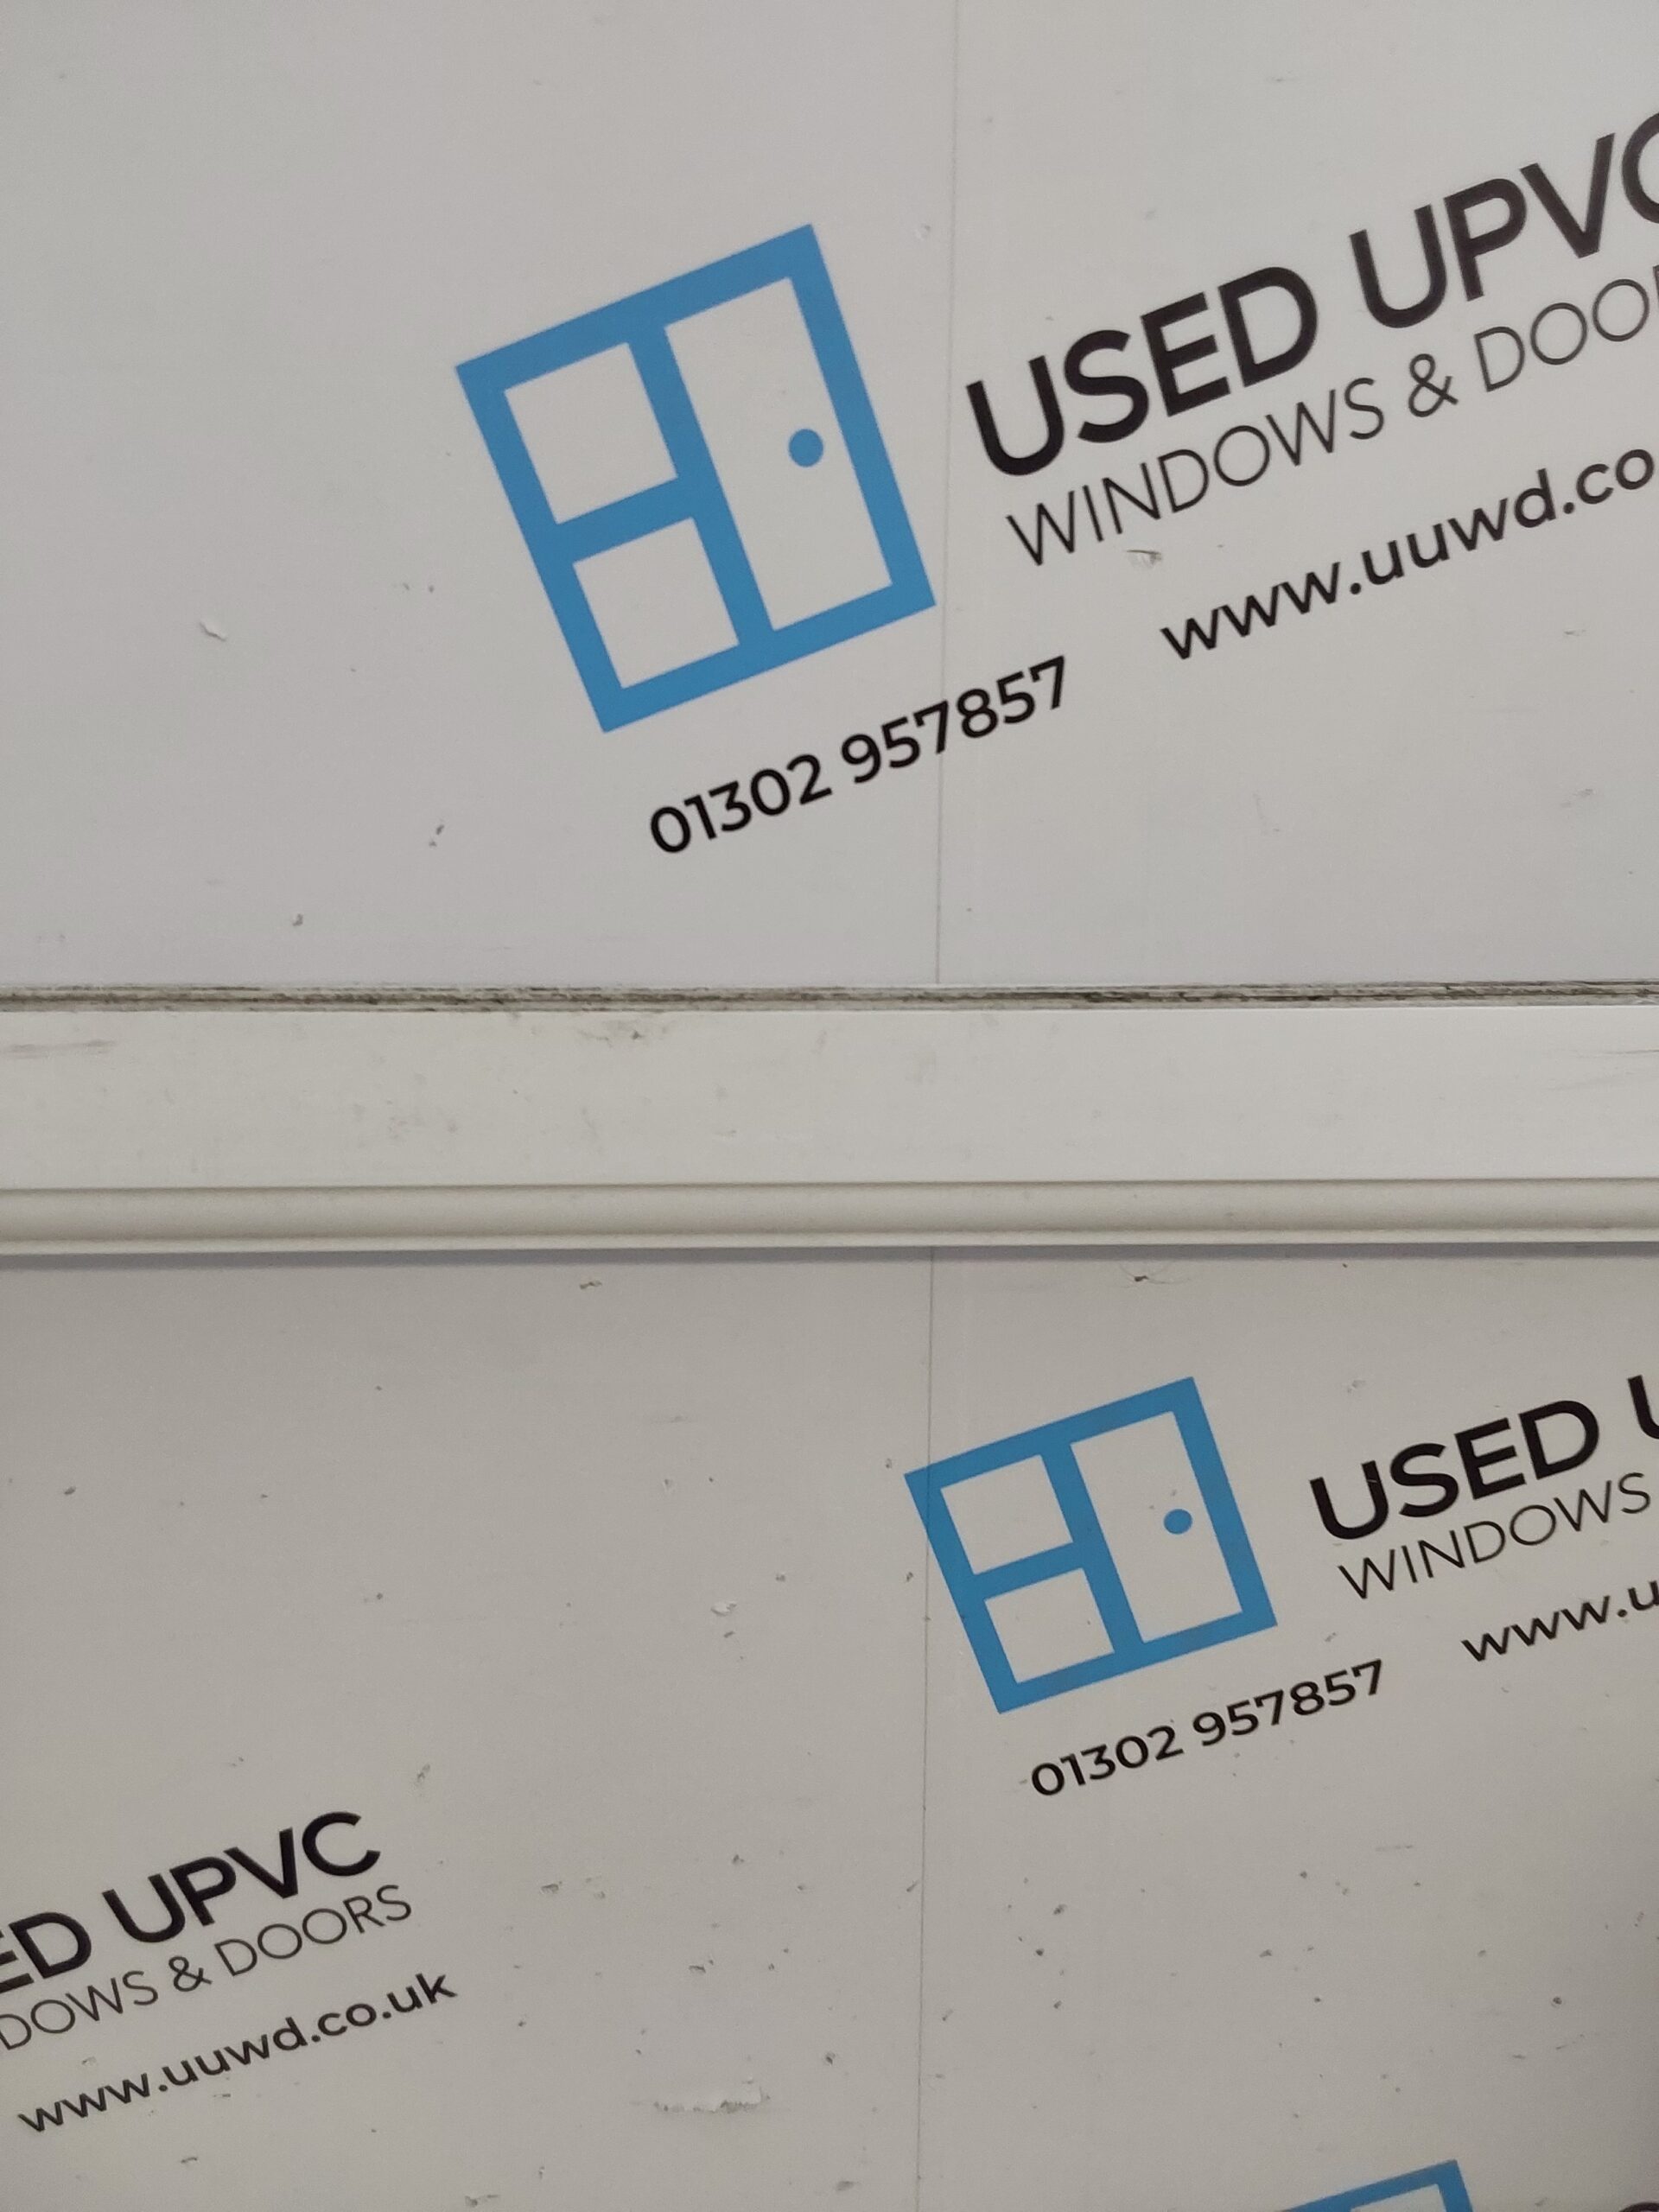 USED UPVC
WINDOWS & DOO
www.uuwd.co
01302 957857
USED U
WINDOWS
www.u
01302 957857
ED UPVC
DOWS & DOORS
www.uuwd.co.uk